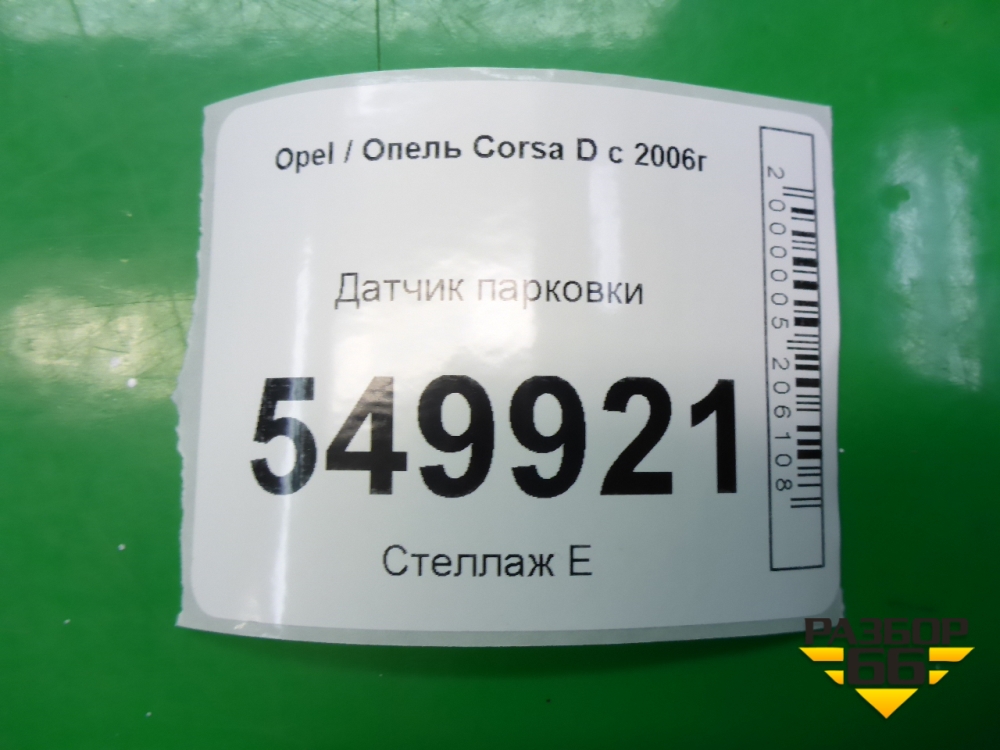 Opel / Опель Corsa D с 2006г
Датчик парковки
549921
Стеллаж Е
2000005206108
РАЗБОР
66